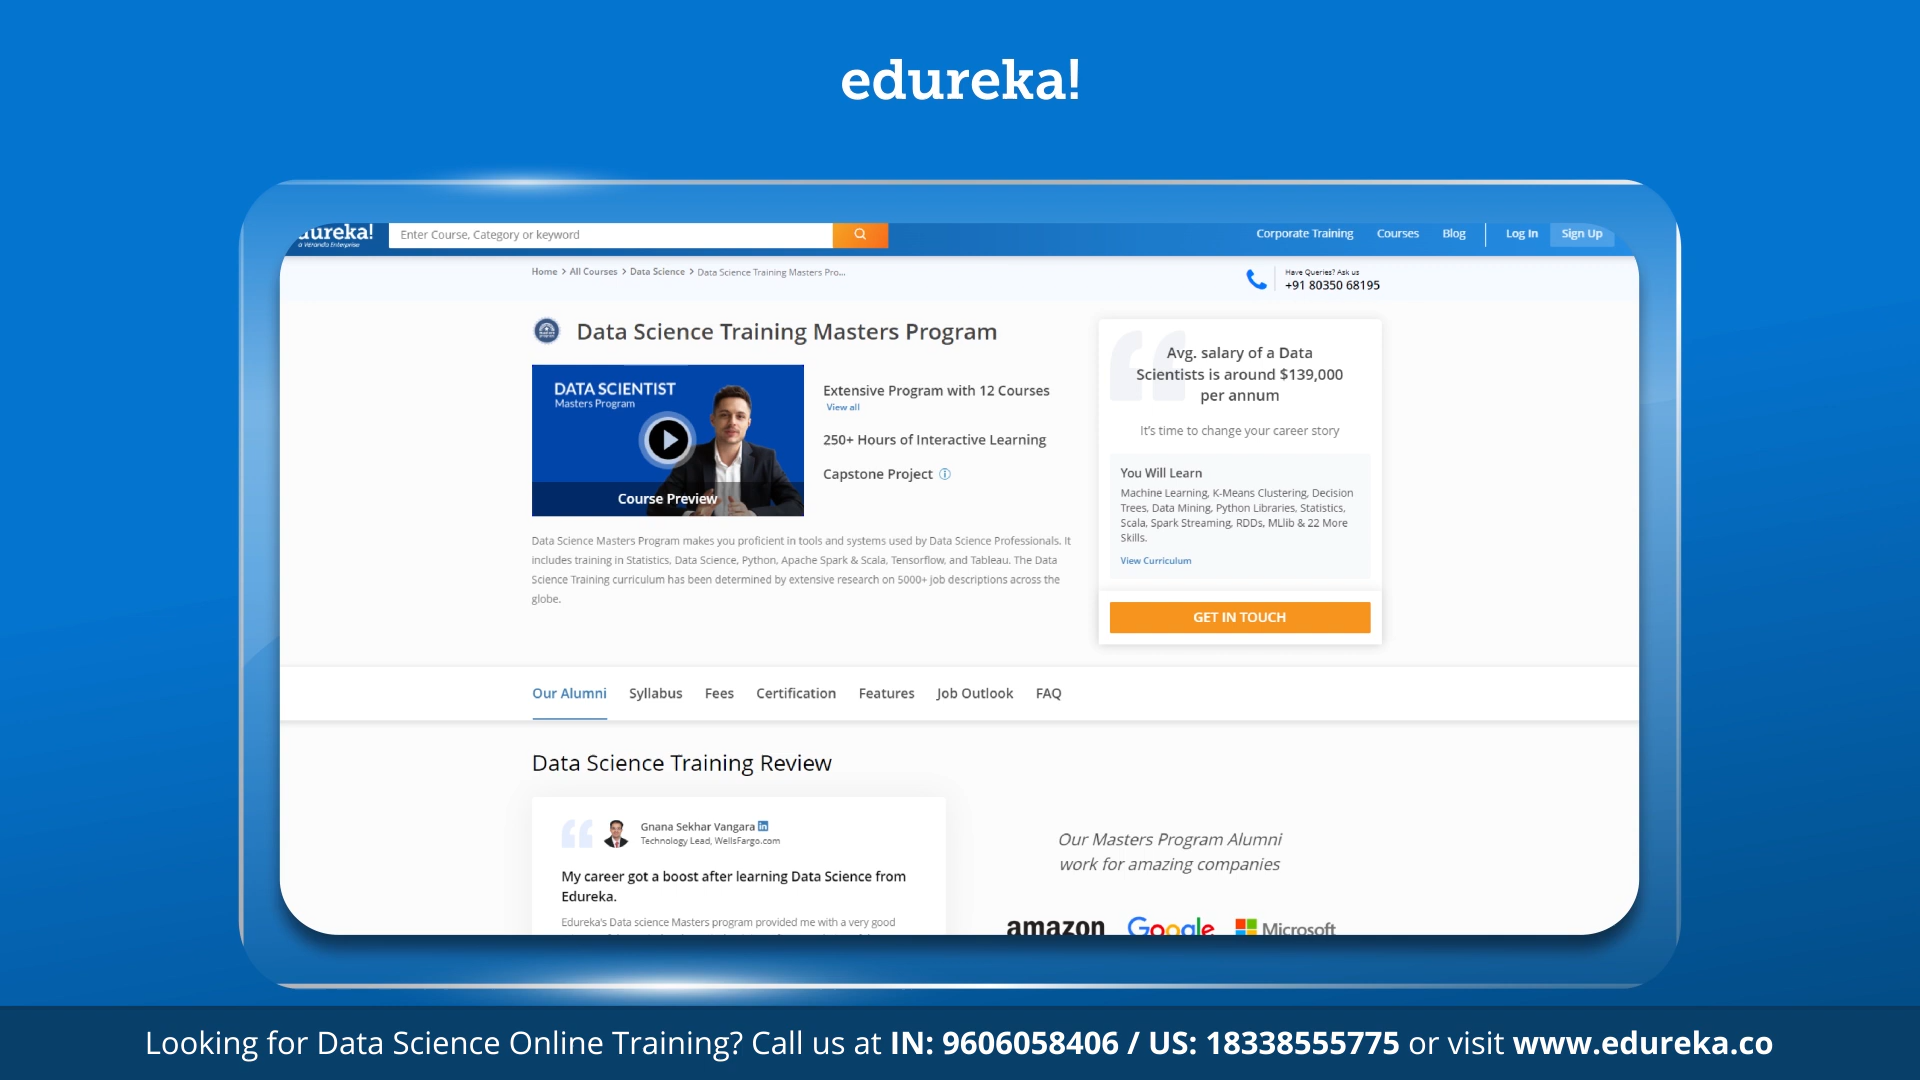 edureka!
edureka!
a Veranda Enterprise
Enter Course, Category or keyword
Corporate Training Courses Blog Log In Sign Up
Home > All Courses > Data Science > Data Science Training Masters Pro...
Have Queries? Ask us
+91 80350 68195
Data Science Training Masters Program
DATA SCIENTIST
Masters Program
Course Preview
Extensive Program with 12 Courses
View all
250+ Hours of Interactive Learning
Capstone Project
Data Science Masters Program makes you proficient in tools and systems used by Data Science Professionals. It
includes training in Statistics, Data Science, Python, Apache Spark & Scala, Tensorflow, and Tableau. The Data
Science Training curriculum has been determined by extensive research on 5000+ job descriptions across the
globe.
Avg. salary of a Data
Scientists is around $139,000
per annum
It's time to change your career story
You Will Learn
Machine Learning, K-Means Clustering, Decision
Trees, Data Mining, Python Libraries, Statistics,
Scala, Spark Streaming, RDDs, MLlib & 22 More
Skills.
View Curriculum
GET IN TOUCH
Our Alumni Syllabus Fees Certification Features Job Outlook FAQ
Data Science Training Review
Gnana Sekhar Vangara in
Technology Lead, WellsFargo.com
My career got a boost after learning Data Science from
Edureka.
Edureka's Data science Masters program provided me with a very good
Our Masters Program Alumni
work for amazing companies
amazon Google Microsoft
Looking for Data Science Online Training? Call us at IN: 9606058406 / US: 18338555775 or visit www.edureka.co